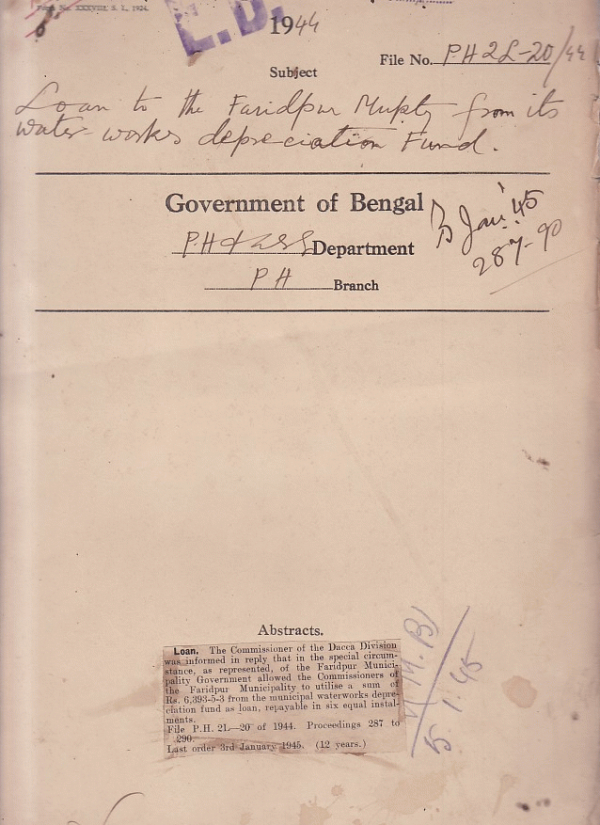 Form No. XXXVIII, S. I., 1924.
L.D.
1944
File No. P.H 2L-20/44
Subject
Loan to the Faridpur Mupty from its
water-works depreciation Fund.
Government of Bengal
B Jan: '45
287-90
P.H & LSG Department
P H Branch
Abstracts.
Loan. The Commissioner of the Dacca Division
was informed in reply that in the special circum-
stance, as represented, of the Faridpur Munici-
pality Government allowed the Commissioners of
the Faridpur Municipality to utilise a sum of
Rs. 6,393-5-3 from the municipal waterworks depre-
ciation fund as loan, repayable in six equal instal-
ments.
File P.H. 2L—20 of 1944. Proceedings 287 to
290.
Last order 3rd January 1945. (12 years.)
5.1.45